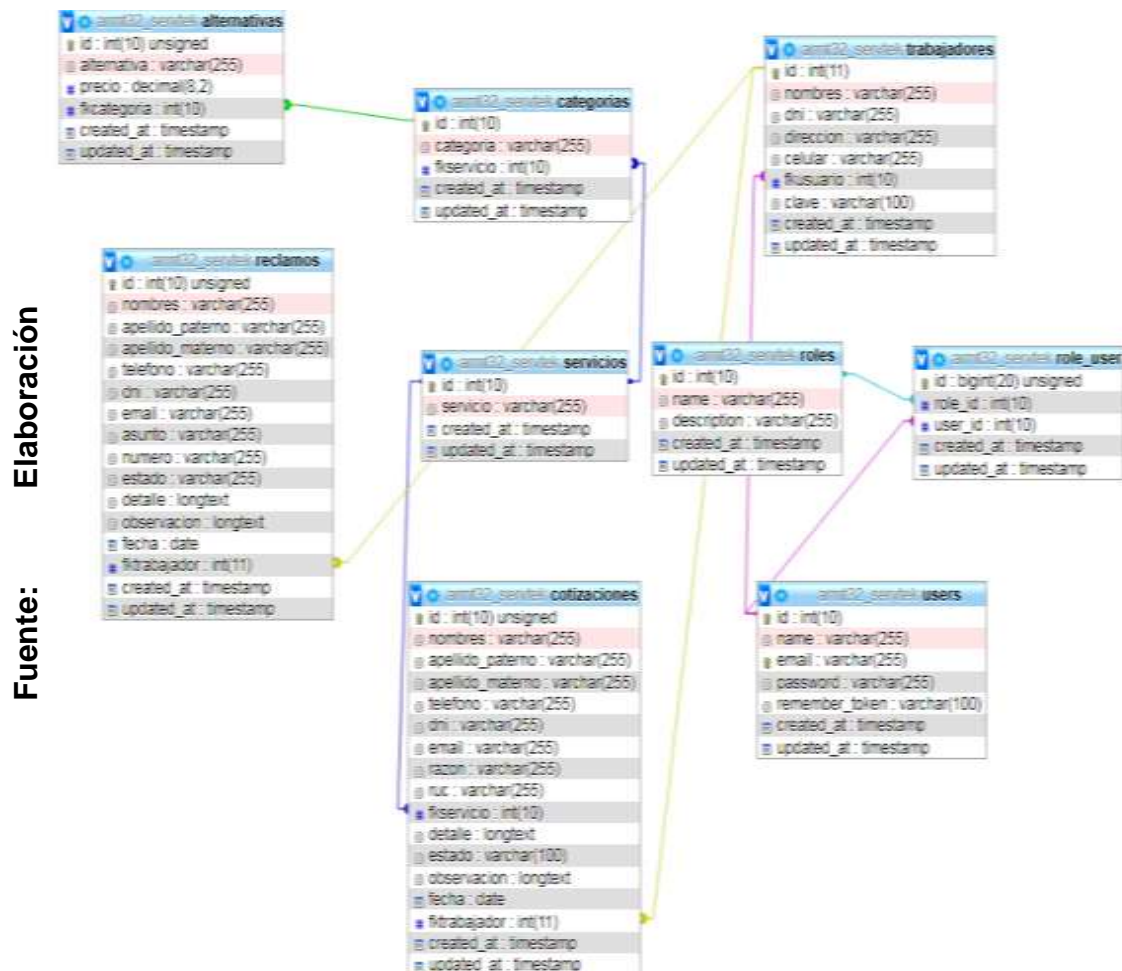 alternativas
id : int(10) unsigned
alternativa : varchar(255)
precio : decimal(8,2)
fkcategoria : int(10)
created_at : timestamp
updated_at : timestamp
categorias
id : int(10)
categoria : varchar(255)
fkservicio : int(10)
created_at : timestamp
updated_at : timestamp
trabajadores
id : int(11)
nombres : varchar(255)
dni : varchar(255)
direccion : varchar(255)
celular : varchar(255)
fkusuario : int(10)
clave : varchar(100)
created_at : timestamp
updated_at : timestamp
reclamos
id : int(10) unsigned
nombres : varchar(255)
apellido_paterno : varchar(255)
apellido_materno : varchar(255)
telefono : varchar(255)
dni : varchar(255)
email : varchar(255)
asunto : varchar(255)
numero : varchar(255)
estado : varchar(255)
detalle : longtext
observacion : longtext
fecha : date
fktrabajador : int(11)
created_at : timestamp
updated_at : timestamp
servicios
id : int(10)
servicio : varchar(255)
created_at : timestamp
updated_at : timestamp
roles
id : int(10)
name : varchar(255)
description : varchar(255)
created_at : timestamp
updated_at : timestamp
role_user
id : bigint(20) unsigned
role_id : int(10)
user_id : int(10)
created_at : timestamp
updated_at : timestamp
cotizaciones
id : int(10) unsigned
nombres : varchar(255)
apellido_paterno : varchar(255)
apellido_materno : varchar(255)
telefono : varchar(255)
dni : varchar(255)
email : varchar(255)
razon : varchar(255)
ruc : varchar(255)
fkservicio : int(10)
detalle : longtext
estado : varchar(100)
observacion : longtext
fecha : date
fktrabajador : int(11)
created_at : timestamp
updated_at : timestamp
users
id : int(10)
name : varchar(255)
email : varchar(255)
password : varchar(255)
remember_token : varchar(100)
created_at : timestamp
updated_at : timestamp
Fuente: Elaboración